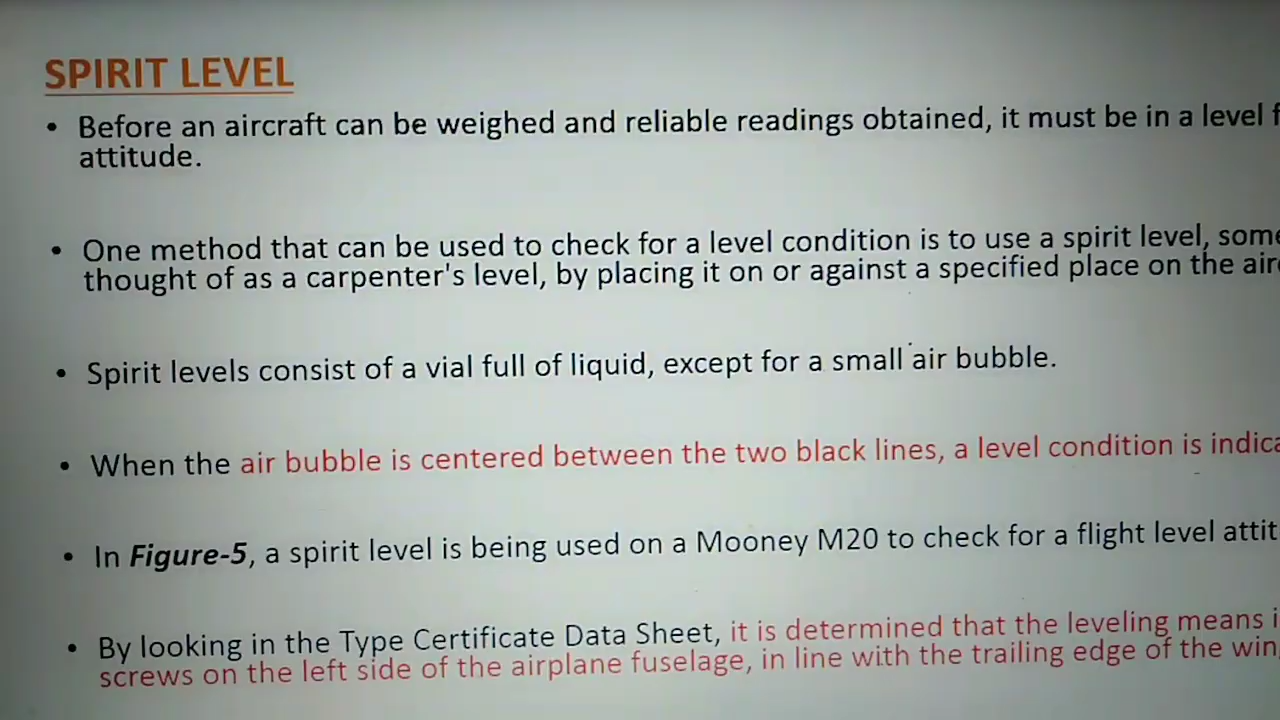 SPIRIT LEVEL
• Before an aircraft can be weighed and reliable readings obtained, it must be in a level
attitude.
• One method that can be used to check for a level condition is to use a spirit level,
thought of as a carpenter's level, by placing it on or against a specified place on the
• Spirit levels consist of a vial full of liquid, except for a small air bubble.
• When the air bubble is centered between the two black lines, a level condition is
• In Figure-5, a spirit level is being used on a Mooney M20 to check for a flight level
• By looking in the Type Certificate Data Sheet, it is determined that the leveling means
screws on the left side of the airplane fuselage, in line with the trailing edge of the